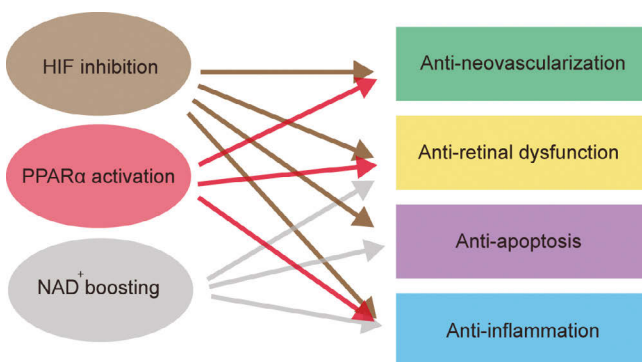 HIF inhibition
PPARα activation
NAD+ boosting
Anti-neovascularization
Anti-retinal dysfunction
Anti-apoptosis
Anti-inflammation